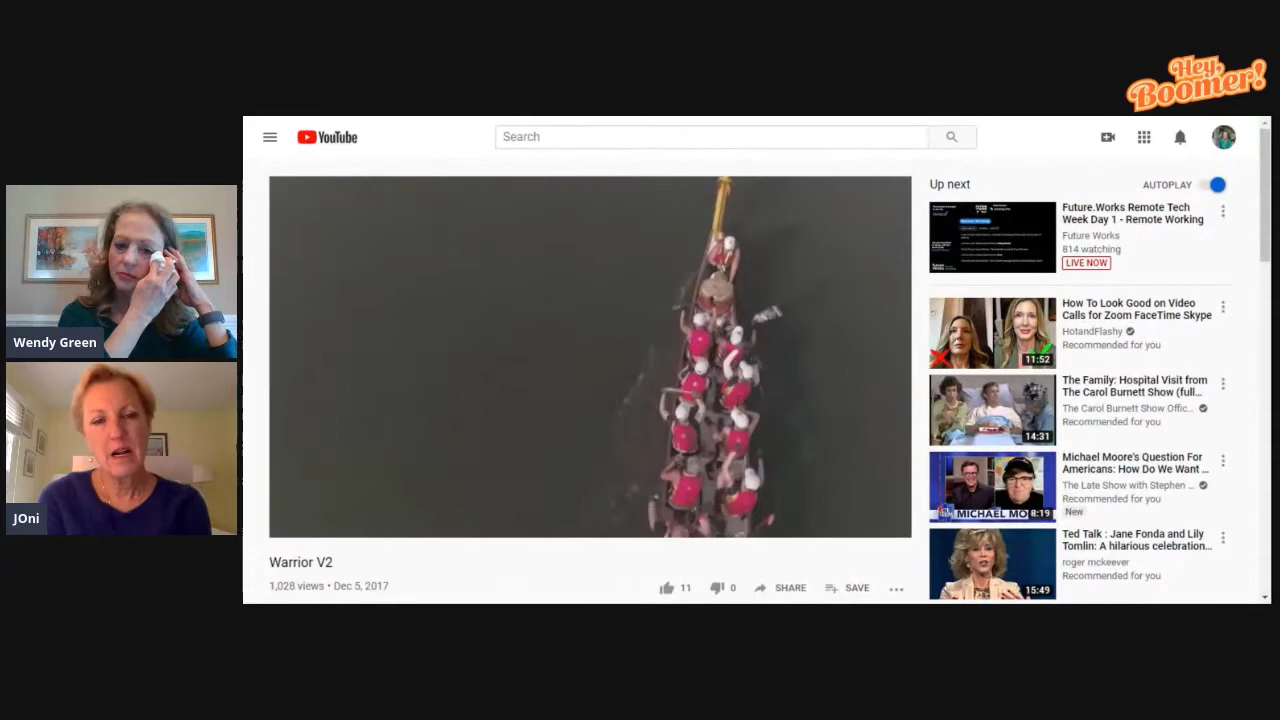 Hey,
Boomer!
YouTube
Search
Wendy Green
JOni
Warrior V2
1,028 views • Dec 5, 2017
11
0
SHARE
SAVE
Up next
AUTOPLAY
Future.Works Remote Tech
Week Day 1 - Remote Working
Future Works
814 watching
LIVE NOW
How To Look Good on Video
Calls for Zoom FaceTime Skype
HotandFlashy
Recommended for you
11:52
The Family: Hospital Visit from
The Carol Burnett Show (full...
The Carol Burnett Show Offic...
Recommended for you
14:31
Michael Moore's Question For
Americans: How Do We Want ...
The Late Show with Stephen ...
Recommended for you
New
MICHAEL MO
8:19
Ted Talk : Jane Fonda and Lily
Tomlin: A hilarious celebration...
roger mckeever
Recommended for you
15:49